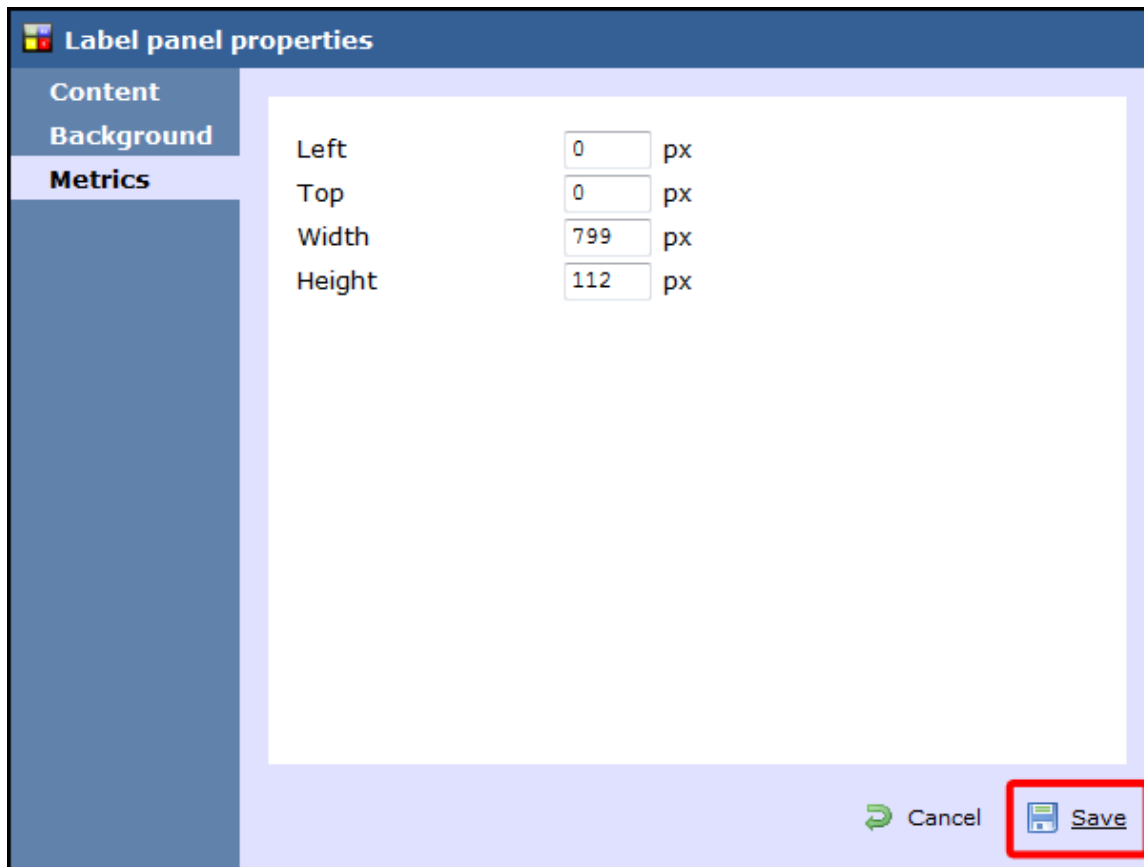 Label panel properties
Content
Background
Metrics
Left 0 px
Top 0 px
Width 799 px
Height 112 px
Cancel Save